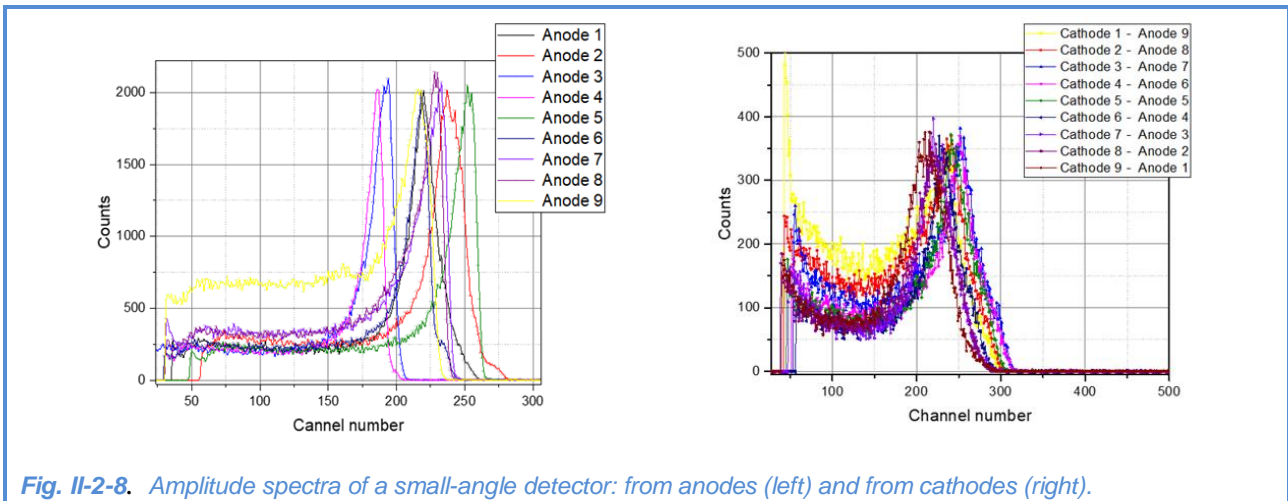 Anode 1
Anode 2
Anode 3
Anode 4
Anode 5
Anode 6
Anode 7
Anode 8
Anode 9
2000
1500
1000
500
0
Counts
50
100
150
200
250
300
Cannel number
Cathode 1 - Anode 9
Cathode 2 - Anode 8
Cathode 3 - Anode 7
Cathode 4 - Anode 6
Cathode 5 - Anode 5
Cathode 6 - Anode 4
Cathode 7 - Anode 3
Cathode 8 - Anode 2
Cathode 9 - Anode 1
500
400
300
200
100
0
Counts
100
200
300
400
500
Channel number
Fig. II-2-8. Amplitude spectra of a small-angle detector: from anodes (left) and from cathodes (right).